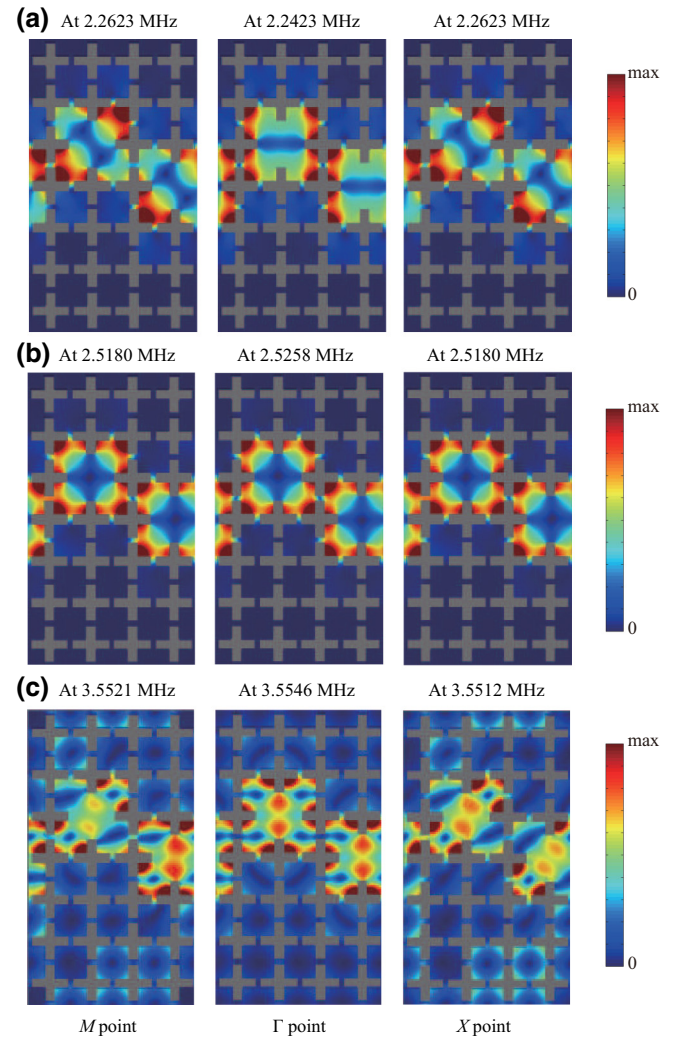 (a) At 2.2623 MHz At 2.2423 MHz At 2.2623 MHz
max
0
(b) At 2.5180 MHz At 2.5258 MHz At 2.5180 MHz
max
0
(c) At 3.5521 MHz At 3.5546 MHz At 3.5512 MHz
max
0
M point Γ point X point